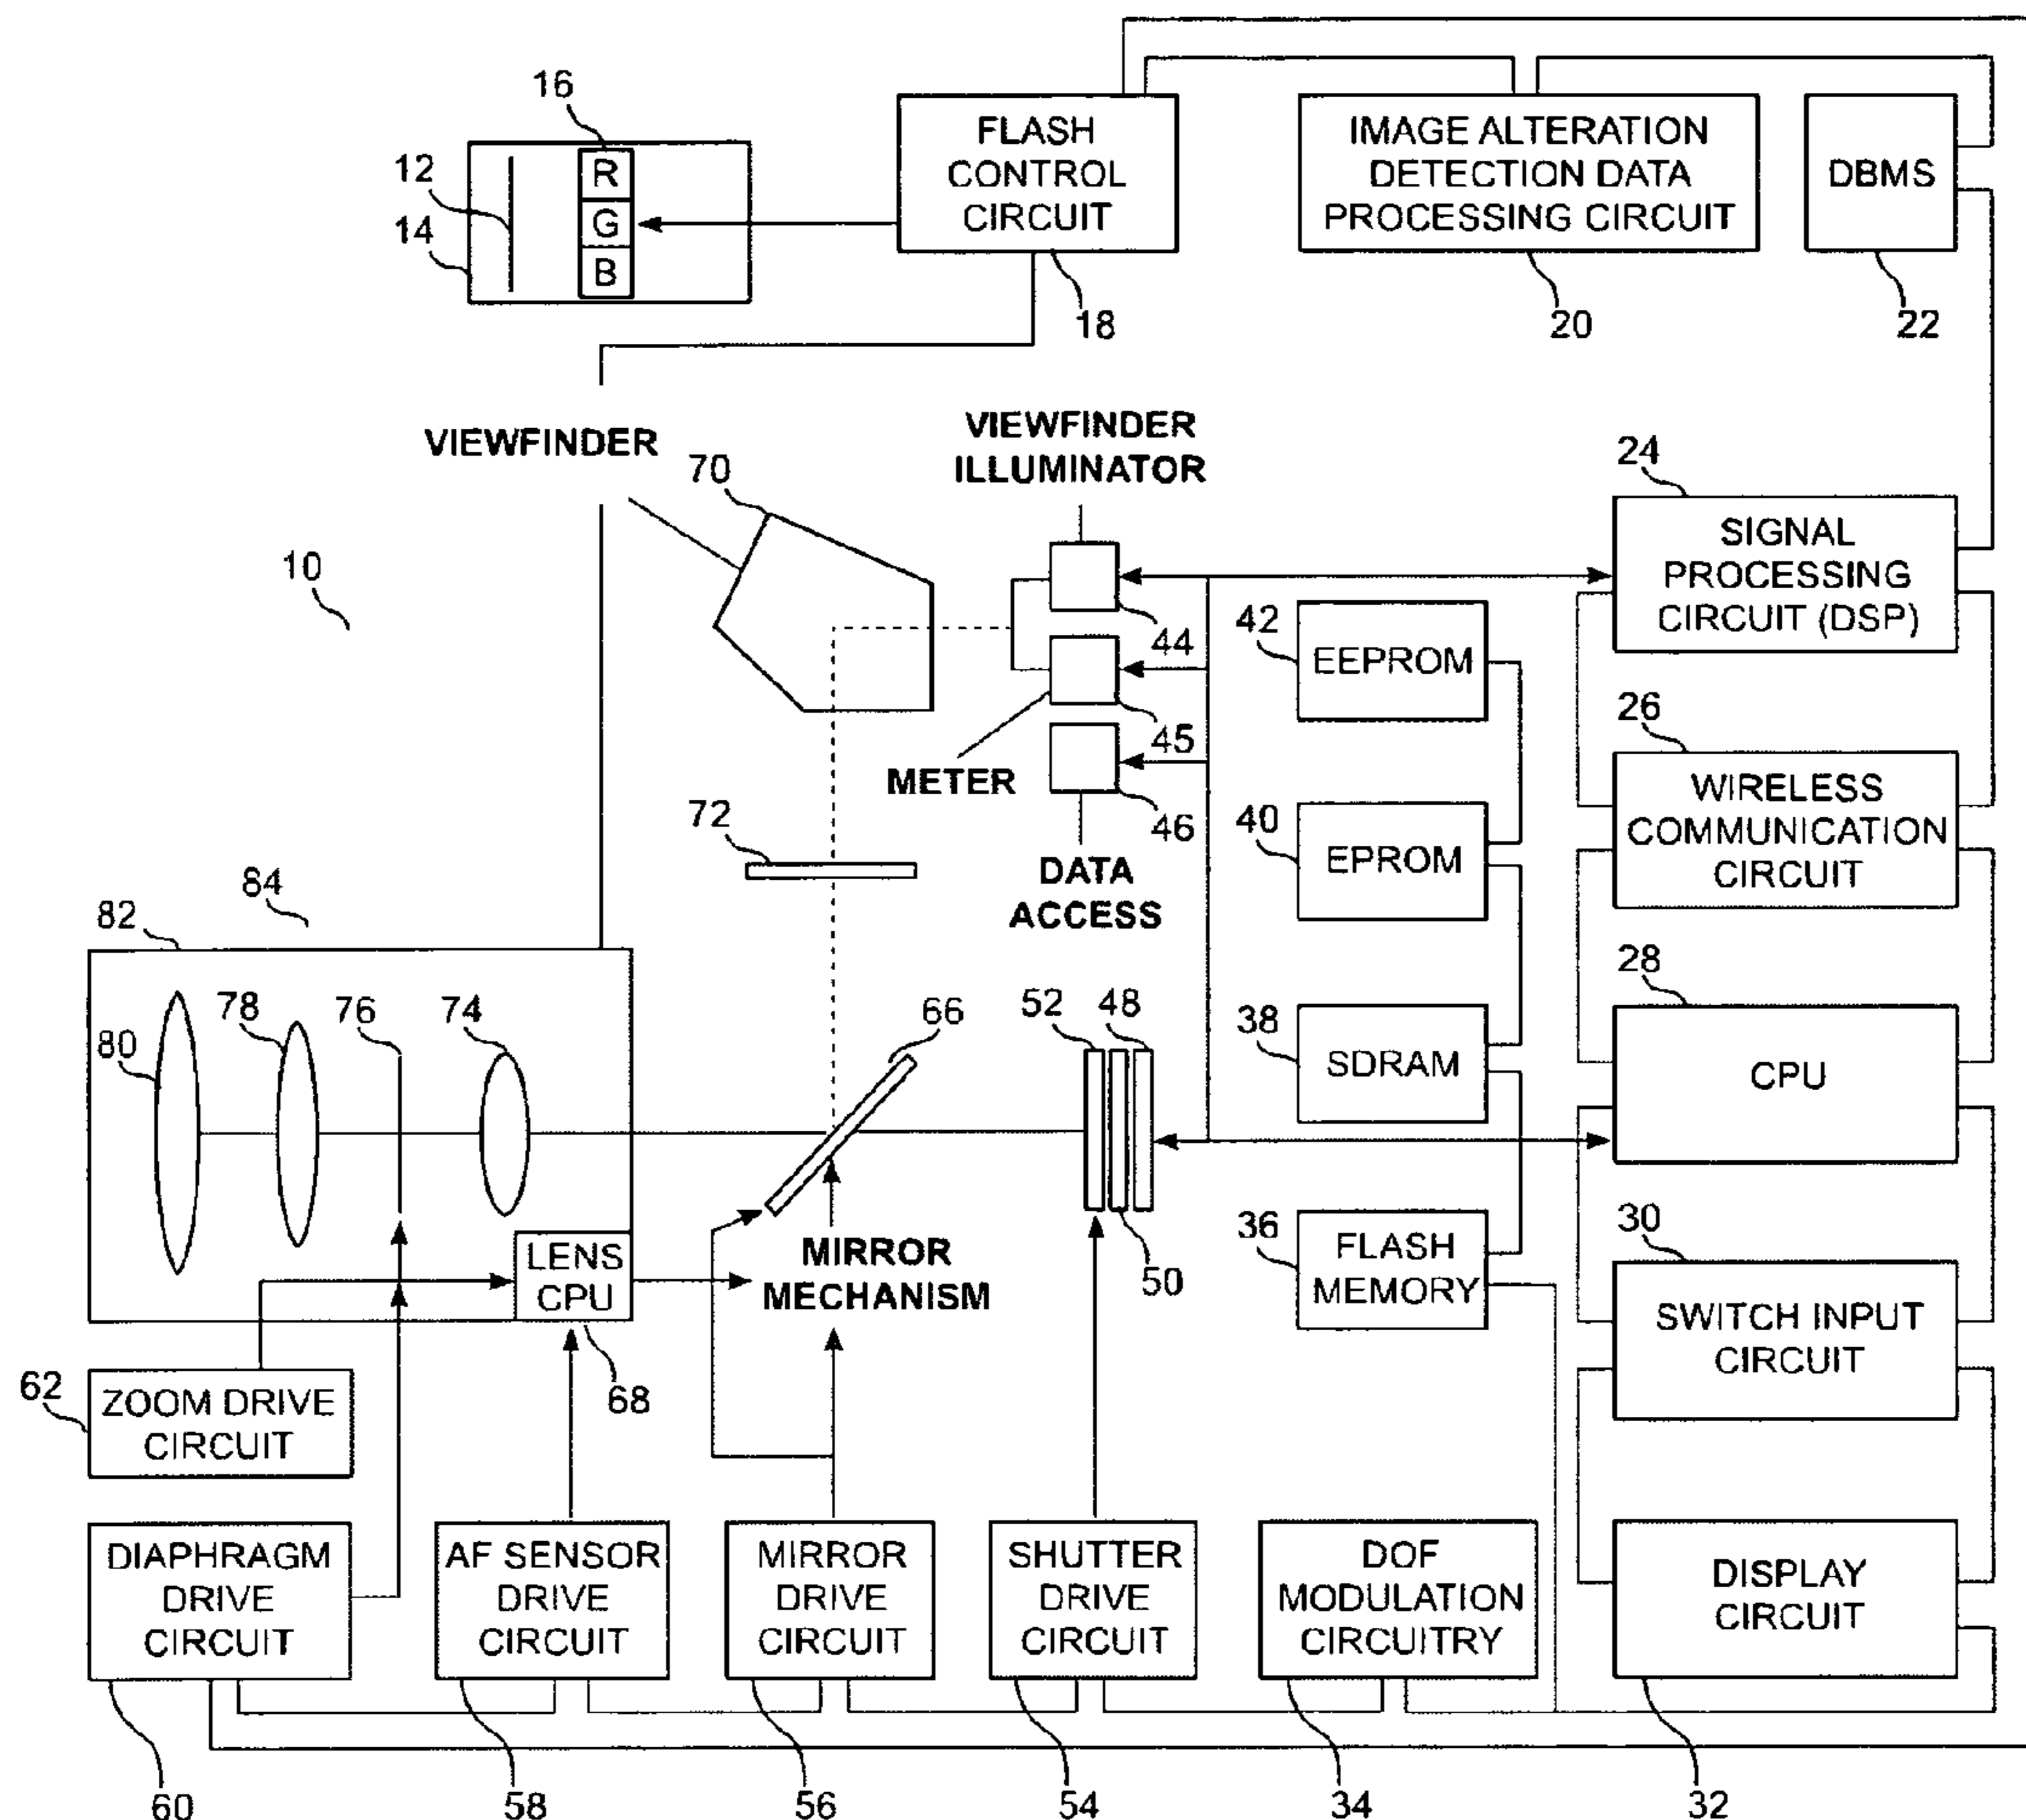 16
R
G
B
12
14
FLASH
CONTROL
CIRCUIT
18
IMAGE ALTERATION
DETECTION DATA
PROCESSING CIRCUIT
20
DBMS
22
VIEWFINDER
70
VIEWFINDER
ILLUMINATOR
10
44
45
METER
46
DATA
ACCESS
72
24
SIGNAL
PROCESSING
CIRCUIT (DSP)
42
EEPROM
26
WIRELESS
COMMUNICATION
CIRCUIT
40
EPROM
84
82
80
78
76
74
66
52
48
50
38
SDRAM
28
CPU
36
FLASH
MEMORY
30
SWITCH INPUT
CIRCUIT
LENS
CPU
68
MIRROR
MECHANISM
62
ZOOM DRIVE
CIRCUIT
DIAPHRAGM
DRIVE
CIRCUIT
60
AF SENSOR
DRIVE
CIRCUIT
58
MIRROR
DRIVE
CIRCUIT
56
SHUTTER
DRIVE
CIRCUIT
54
DOF
MODULATION
CIRCUITRY
34
DISPLAY
CIRCUIT
32